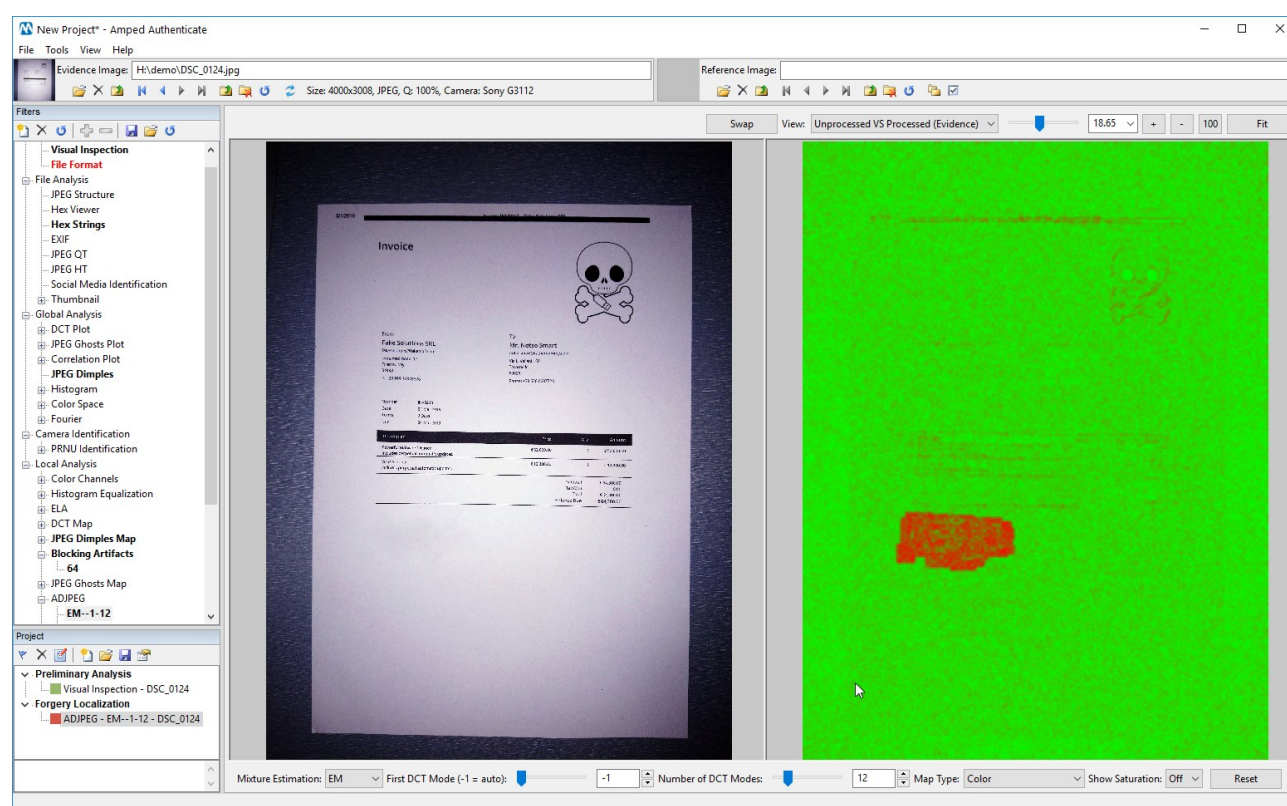 New Project* - Amped Authenticate
File Tools View Help
Evidence Image: H:\demo\DSC_0124.jpg
Reference Image:
Size: 4000x3008, JPEG, Q: 100%, Camera: Sony G3112
Filters
Swap View: Unprocessed VS Processed (Evidence) 18.65 + - 100 Fit
Visual Inspection
File Format
File Analysis
JPEG Structure
Hex Viewer
Hex Strings
EXIF
JPEG QT
JPEG HT
Social Media Identification
Thumbnail
Global Analysis
DCT Plot
JPEG Ghosts Plot
Correlation Plot
JPEG Dimples
Histogram
Color Space
Fourier
Camera Identification
PRNU Identification
Local Analysis
Color Channels
Histogram Equalization
ELA
DCT Map
JPEG Dimples Map
Blocking Artifacts
64
JPEG Ghosts Map
ADJPEG
EM--1-12
Project
Preliminary Analysis
Visual Inspection - DSC_0124
Forgery Localization
ADJPEG - EM--1-12 - DSC_0124
Invoice
From
Fake Solutions SRL
To
Mr. Notso Smart
Mixture Estimation: EM First DCT Mode (-1 = auto): -1 Number of DCT Modes: 12 Map Type: Color Show Saturation: Off Reset